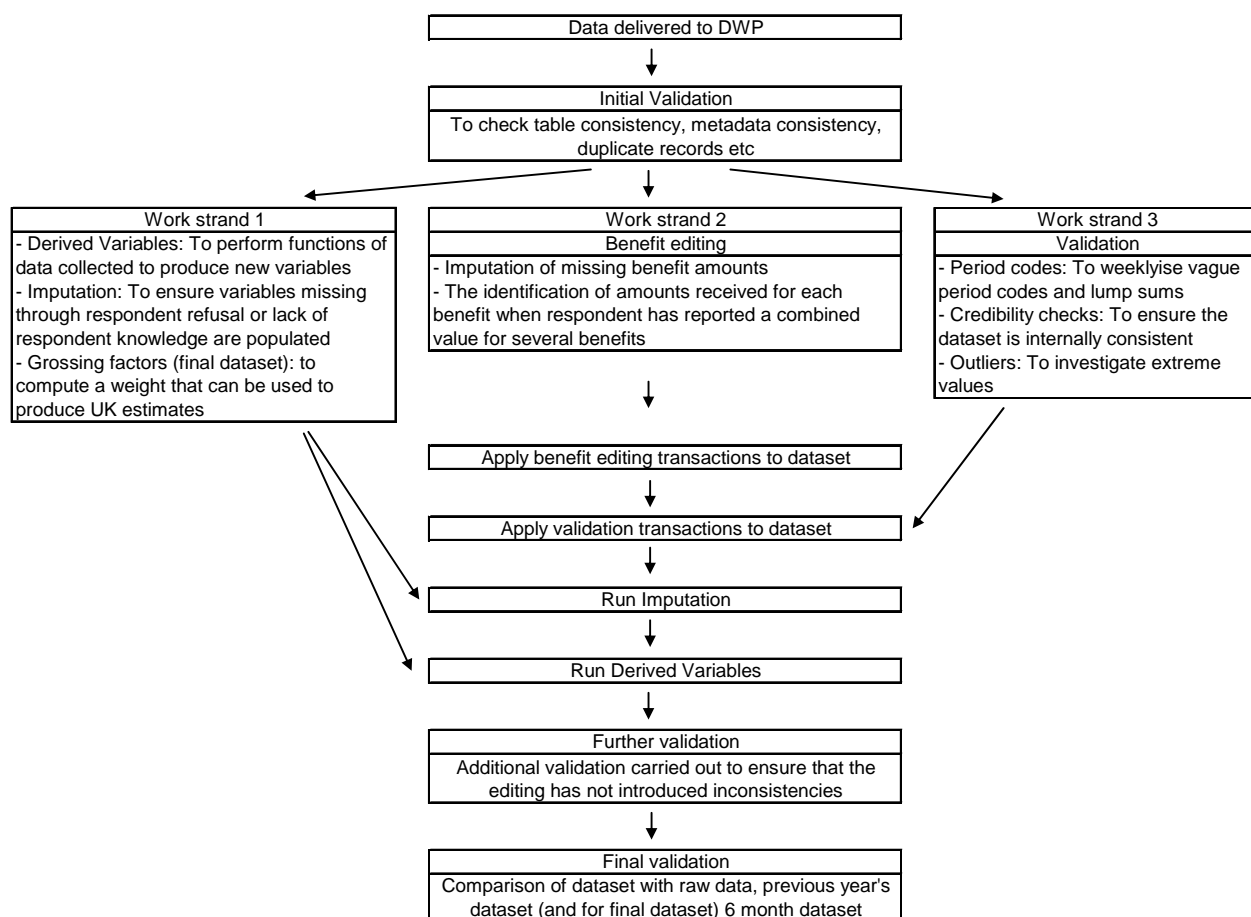 Data delivered to DWP
Initial Validation
To check table consistency, metadata consistency,
duplicate records etc
Work strand 1
- Derived Variables: To perform functions of
data collected to produce new variables
- Imputation: To ensure variables missing
through respondent refusal or lack of
respondent knowledge are populated
- Grossing factors (final dataset): to
compute a weight that can be used to
produce UK estimates
Work strand 2
Benefit editing
- Imputation of missing benefit amounts
- The identification of amounts received for each
benefit when respondent has reported a combined
value for several benefits
Work strand 3
Validation
- Period codes: To weeklyise vague
period codes and lump sums
- Credibility checks: To ensure the
dataset is internally consistent
- Outliers: To investigate extreme
values
Apply benefit editing transactions to dataset
Apply validation transactions to dataset
Run Imputation
Run Derived Variables
Further validation
Additional validation carried out to ensure that the
editing has not introduced inconsistencies
Final validation
Comparison of dataset with raw data, previous year's
dataset (and for final dataset) 6 month dataset